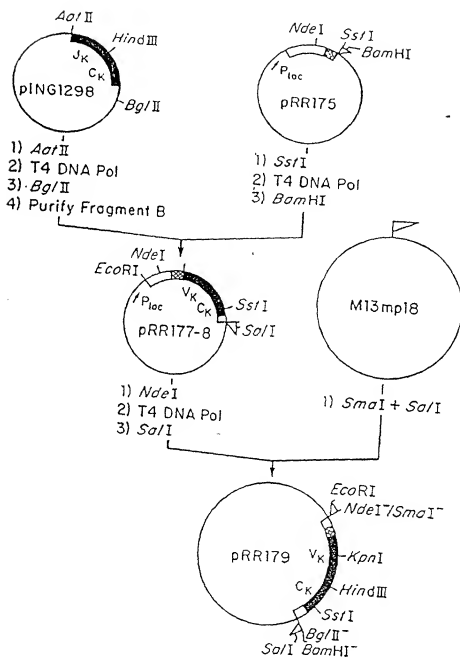 AatII
HindIII
JK
CK
pING1298
BglII
1) AatII
2) T4 DNA Pol
3) BglII
4) Purify Fragment B
NdeI
SstI
BamHI
Plac
pRR175
1) SstI
2) T4 DNA Pol
3) BamHI
NdeI
EcoRI
Plac
VK
CK
SstI
SalI
pRR177-8
M13mp18
1) NdeI
2) T4 DNA Pol
3) SalI
1) SmaI + SalI
EcoRI
NdeI⁻/SmaI⁻
VK
KpnI
pRR179
CK
HindIII
SstI
BglII⁻
SalI BamHI⁻